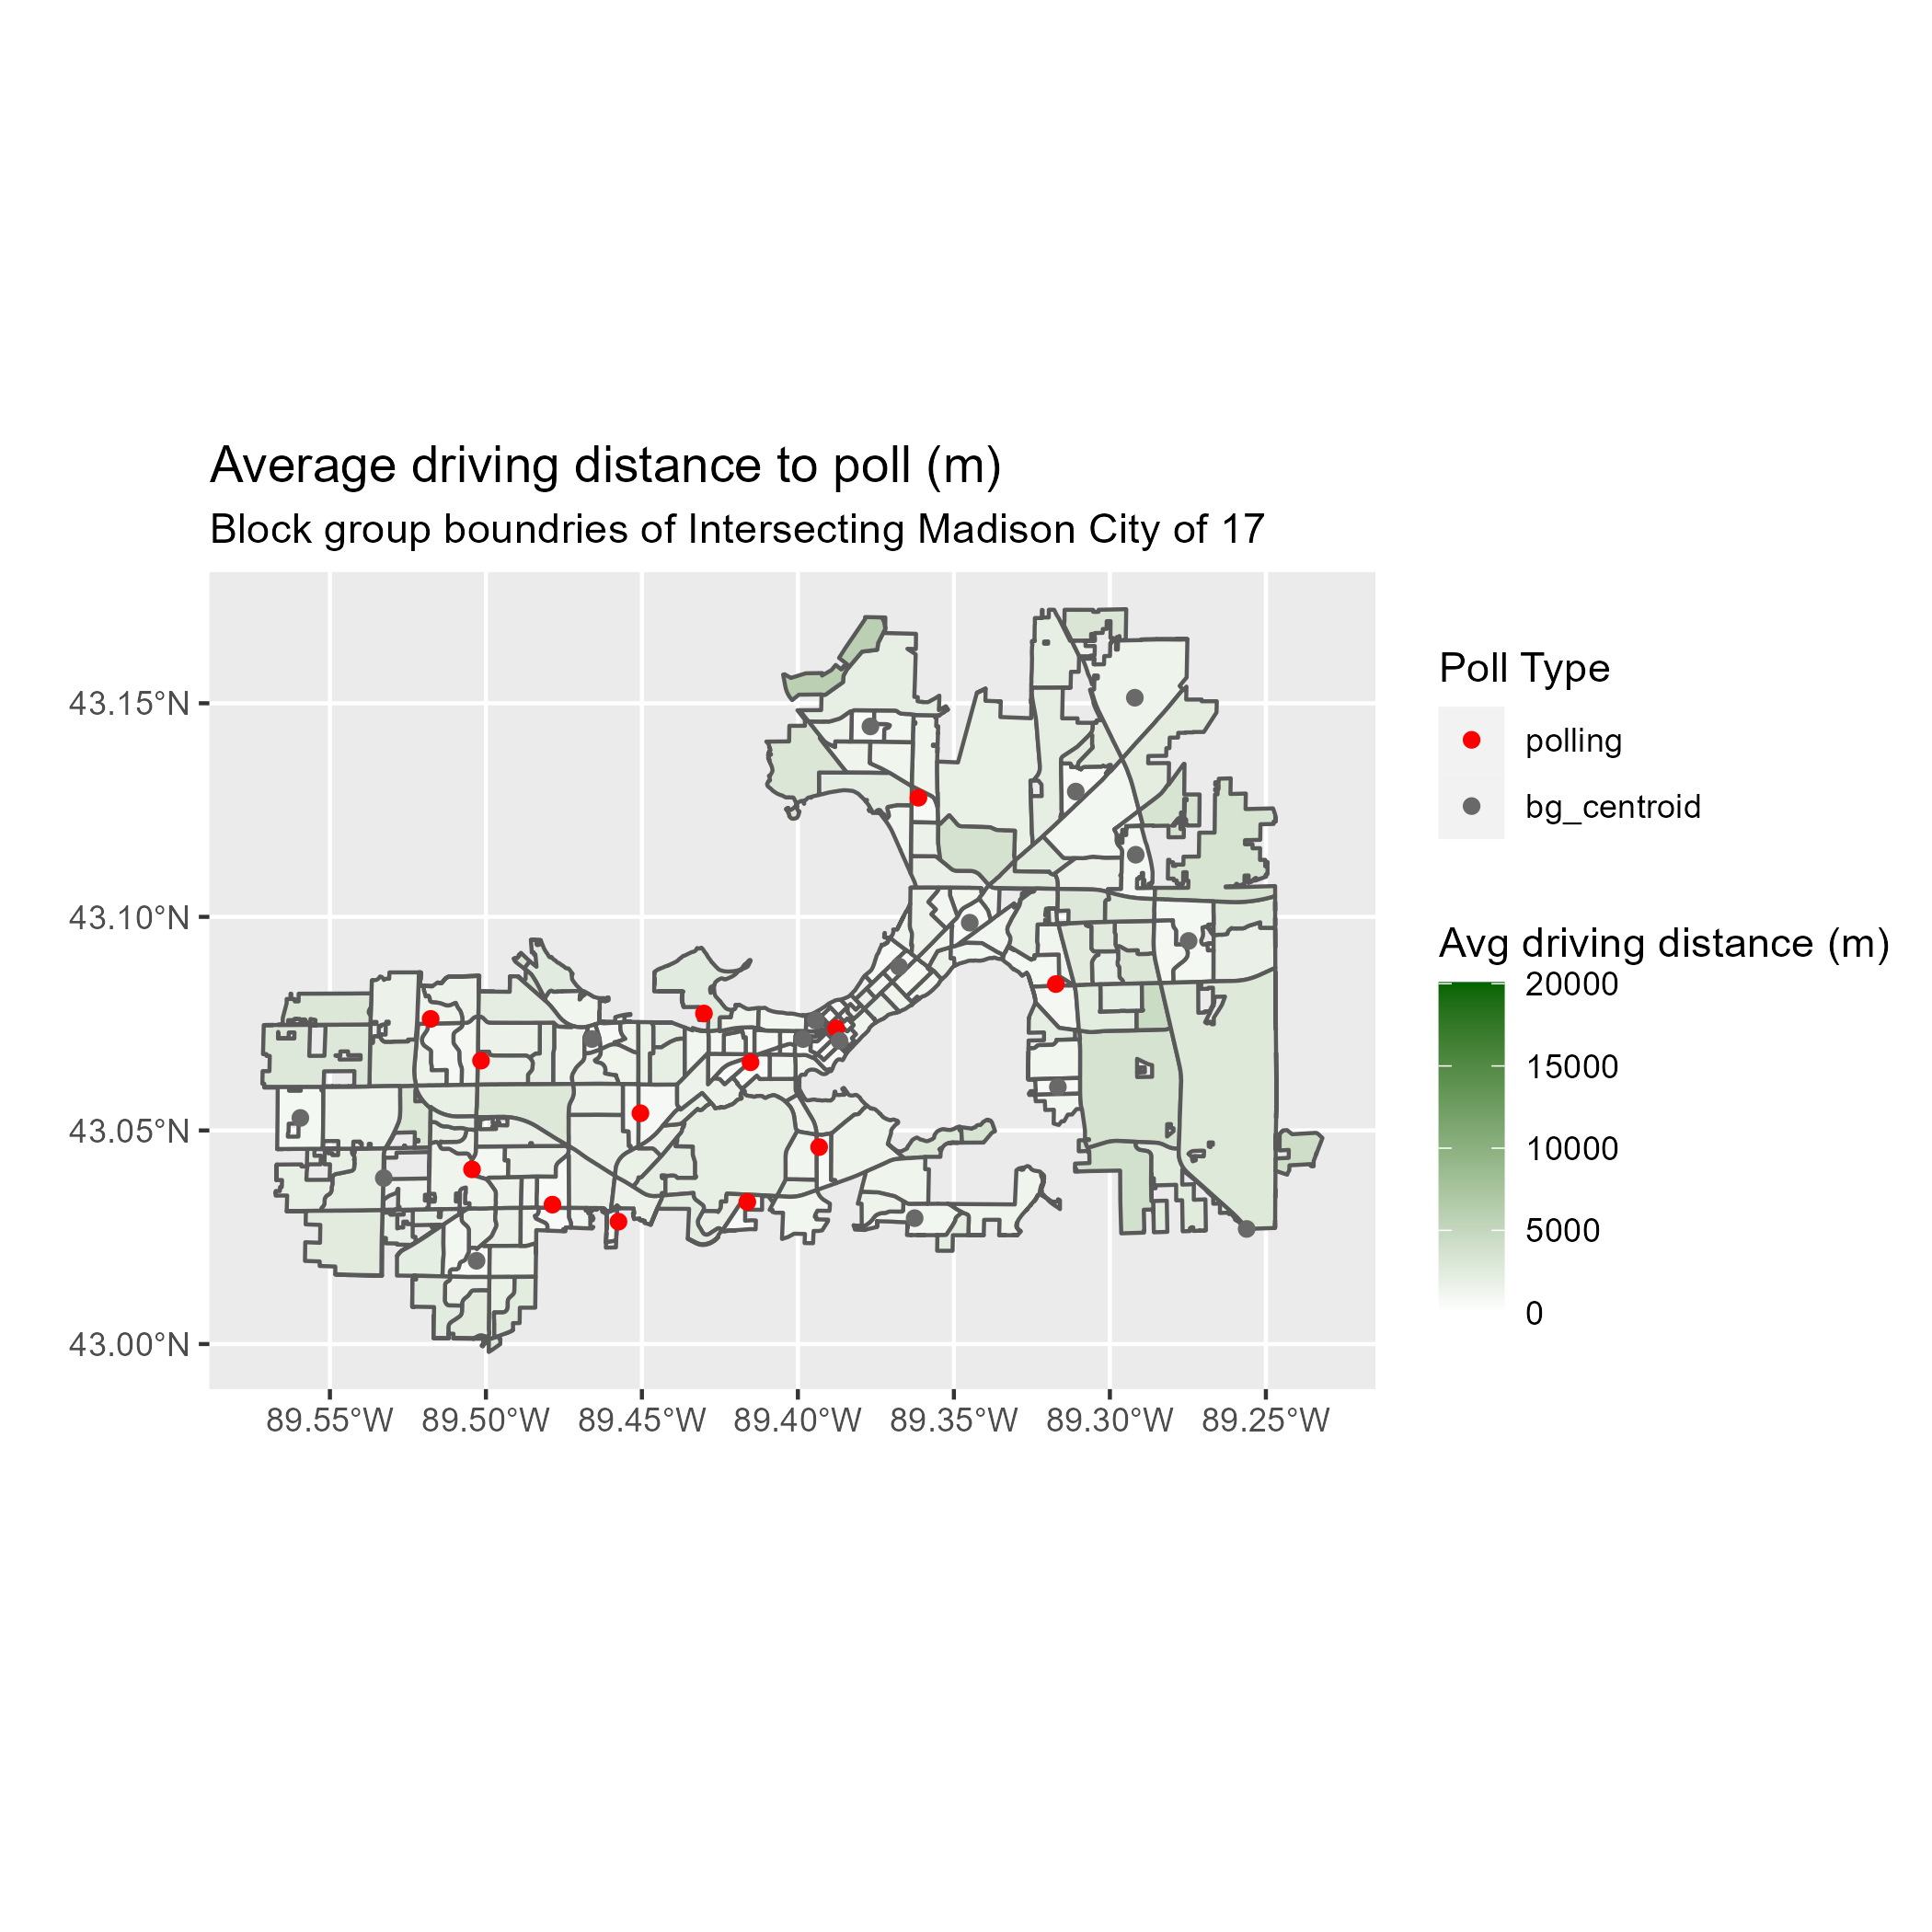 Average driving distance to poll (m)
Block group boundries of Intersecting Madison City of 17
43.15°N
43.10°N
43.05°N
43.00°N
89.55°W
89.50°W
89.45°W
89.40°W
89.35°W
89.30°W
89.25°W
Poll Type
polling
bg_centroid
Avg driving distance (m)
20000
15000
10000
5000
0